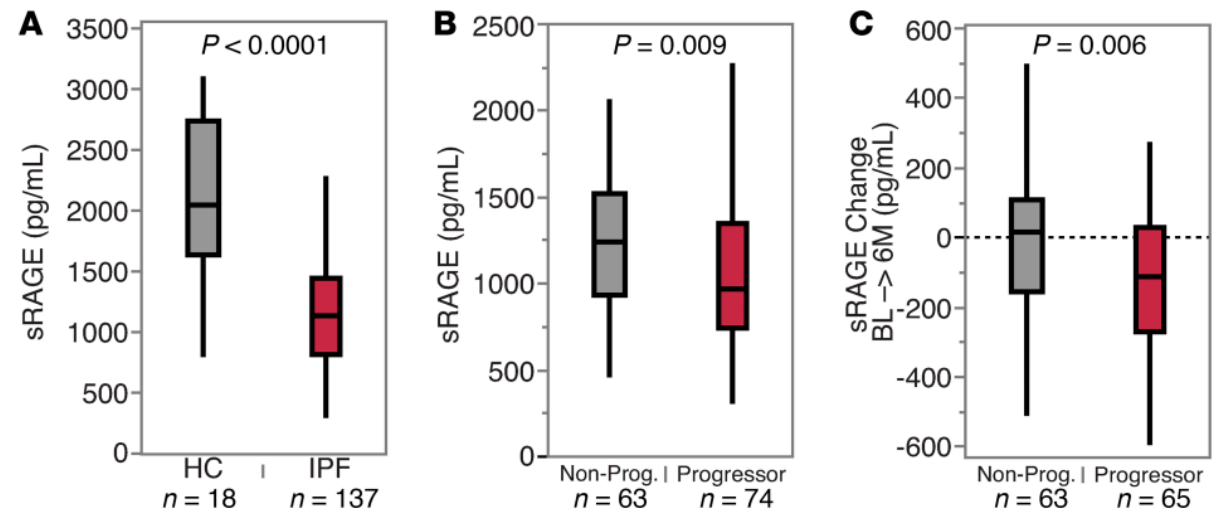 A
P < 0.0001
sRAGE (pg/mL)
3500
3000
2500
2000
1500
1000
500
0
HC | IPF
n = 18 n = 137
B
P = 0.009
sRAGE (pg/mL)
2500
2000
1500
1000
500
0
Non-Prog. | Progressor
n = 63 n = 74
C
P = 0.006
sRAGE Change
BL –> 6M (pg/mL)
600
400
200
0
-200
-400
-600
Non-Prog. | Progressor
n = 63 n = 65